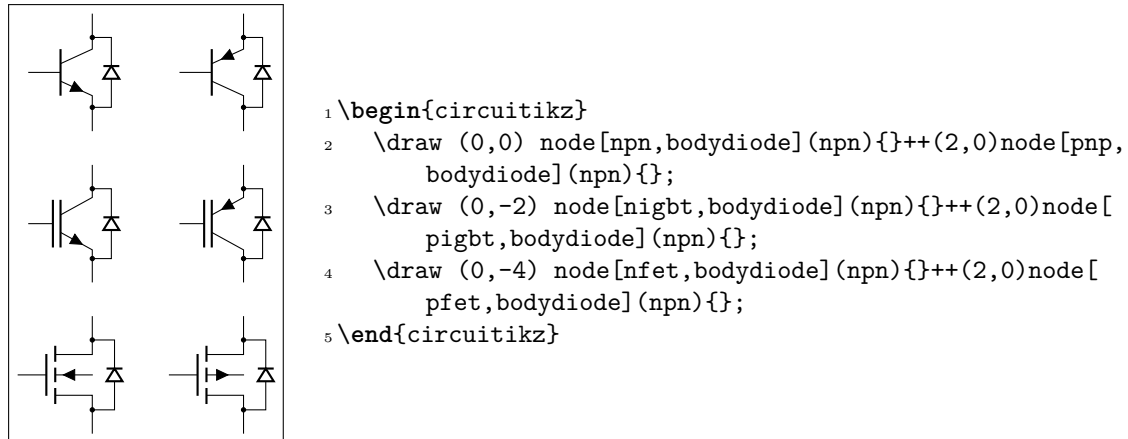 1 \begin{circuitikz}
2 \draw (0,0) node[npn,bodydiode](npn){}++(2,0)node[pnp,
bodydiode](npn){};
3 \draw (0,-2) node[nigbt,bodydiode](npn){}++(2,0)node[
pigbt,bodydiode](npn){};
4 \draw (0,-4) node[nfet,bodydiode](npn){}++(2,0)node[
pfet,bodydiode](npn){};
5 \end{circuitikz}